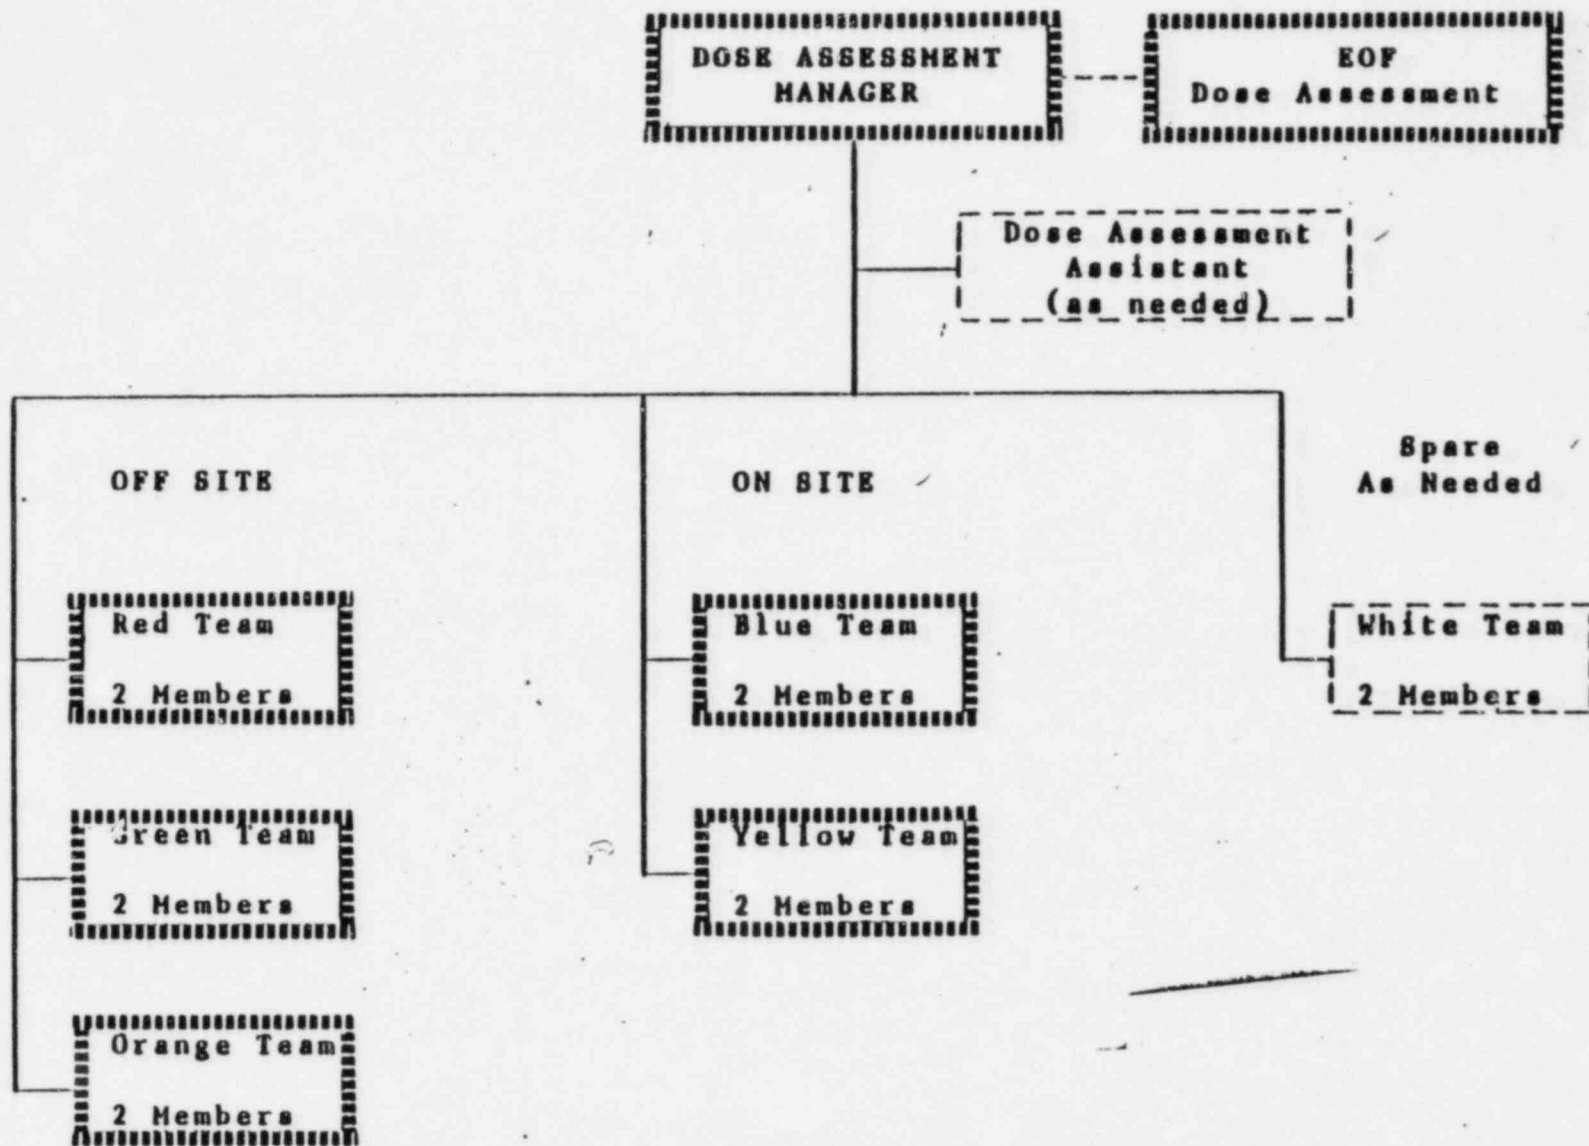 DOSE ASSESSMENT
MANAGER
EOF
Dose Assessment
Dose Assessment
Assistant
(as needed)
OFF SITE
ON SITE
Spare
As Needed
Red Team
2 Members
Blue Team
2 Members
White Team
2 Members
Green Team
2 Members
Yellow Team
2 Members
Orange Team
2 Members